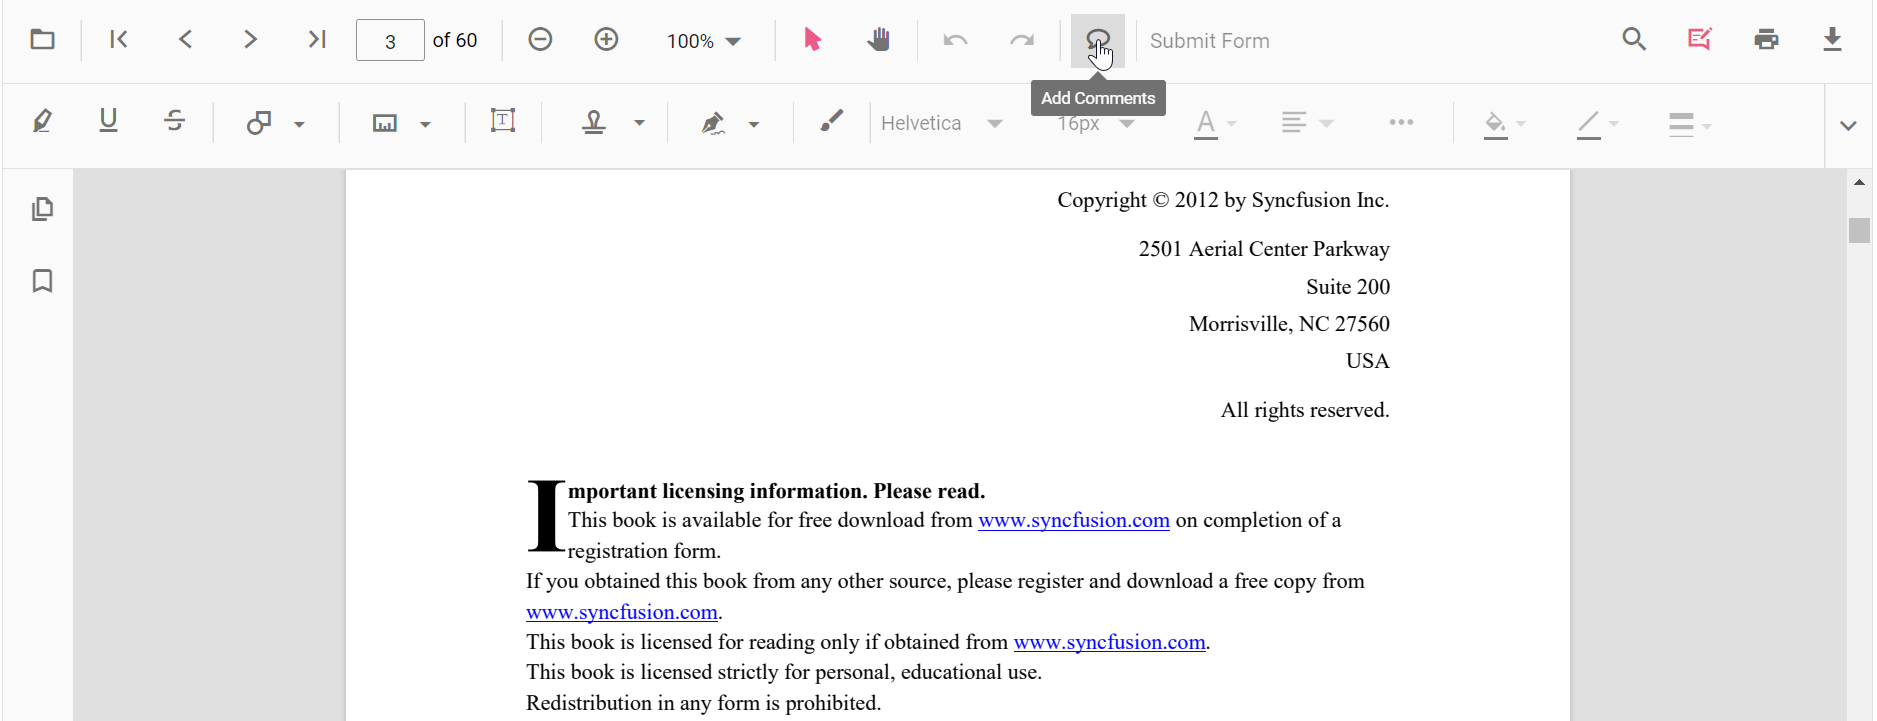 3 of 60 100% Submit Form
Add Comments
Helvetica 16px A
T
Copyright © 2012 by Syncfusion Inc.
2501 Aerial Center Parkway
Suite 200
Morrisville, NC 27560
USA
All rights reserved.
Important licensing information. Please read.
This book is available for free download from www.syncfusion.com on completion of a
registration form.
If you obtained this book from any other source, please register and download a free copy from
www.syncfusion.com.
This book is licensed for reading only if obtained from www.syncfusion.com.
This book is licensed strictly for personal, educational use.
Redistribution in any form is prohibited.